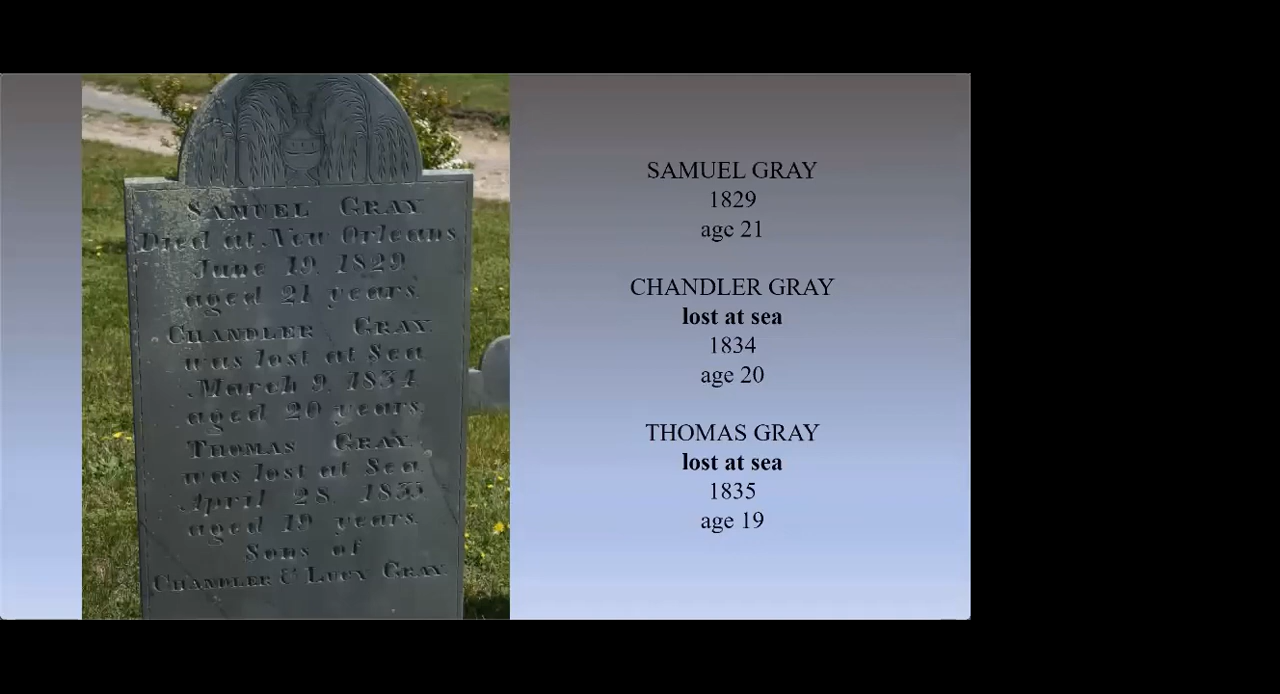 SAMUEL GRAY
Died at New Orleans
June 19, 1829
aged 21 years.
CHANDLER GRAY.
was lost at Sea
March 9, 1834
aged 20 years.
THOMAS GRAY.
was lost at Sea
April 28, 1835
aged 19 years.
Sons of
CHANDLER & LUCY GRAY
SAMUEL GRAY
1829
age 21
CHANDLER GRAY
lost at sea
1834
age 20
THOMAS GRAY
lost at sea
1835
age 19